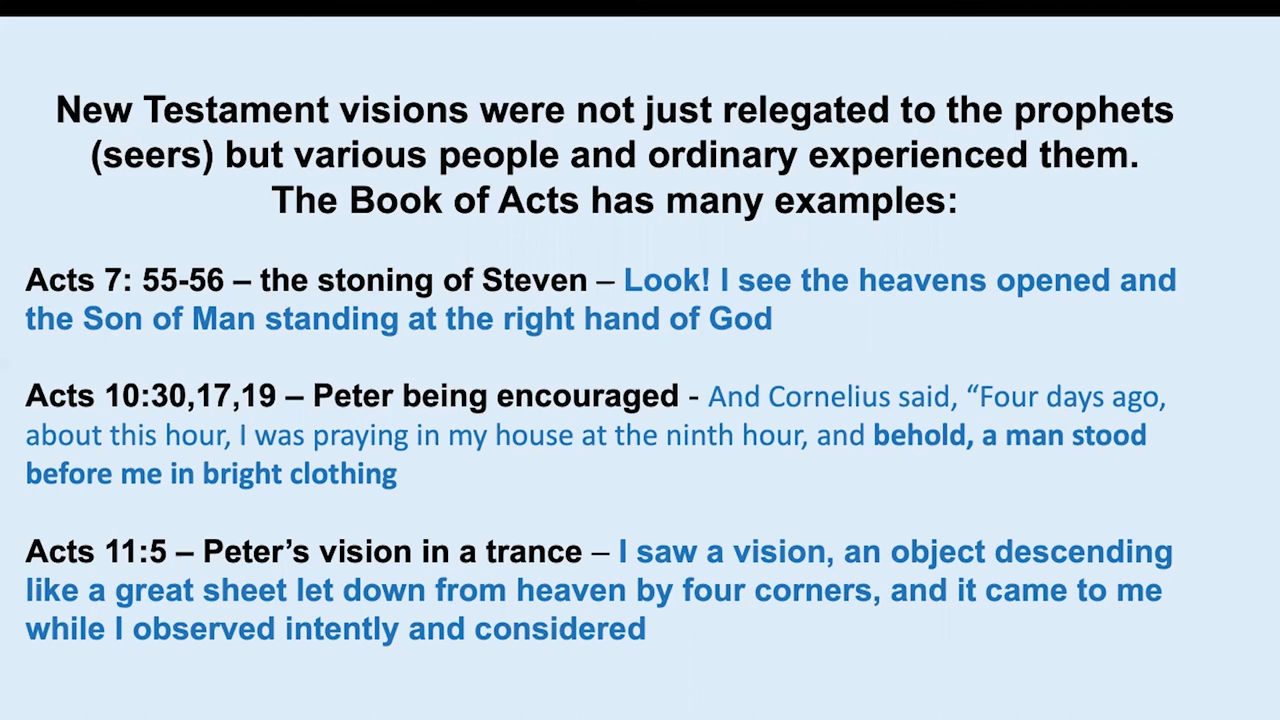 New Testament visions were not just relegated to the prophets
(seers) but various people and ordinary experienced them.
The Book of Acts has many examples:
Acts 7: 55-56 – the stoning of Steven – Look! I see the heavens opened and
the Son of Man standing at the right hand of God
Acts 10:30,17,19 – Peter being encouraged - And Cornelius said, “Four days ago,
about this hour, I was praying in my house at the ninth hour, and behold, a man stood
before me in bright clothing
Acts 11:5 – Peter’s vision in a trance – I saw a vision, an object descending
like a great sheet let down from heaven by four corners, and it came to me
while I observed intently and considered